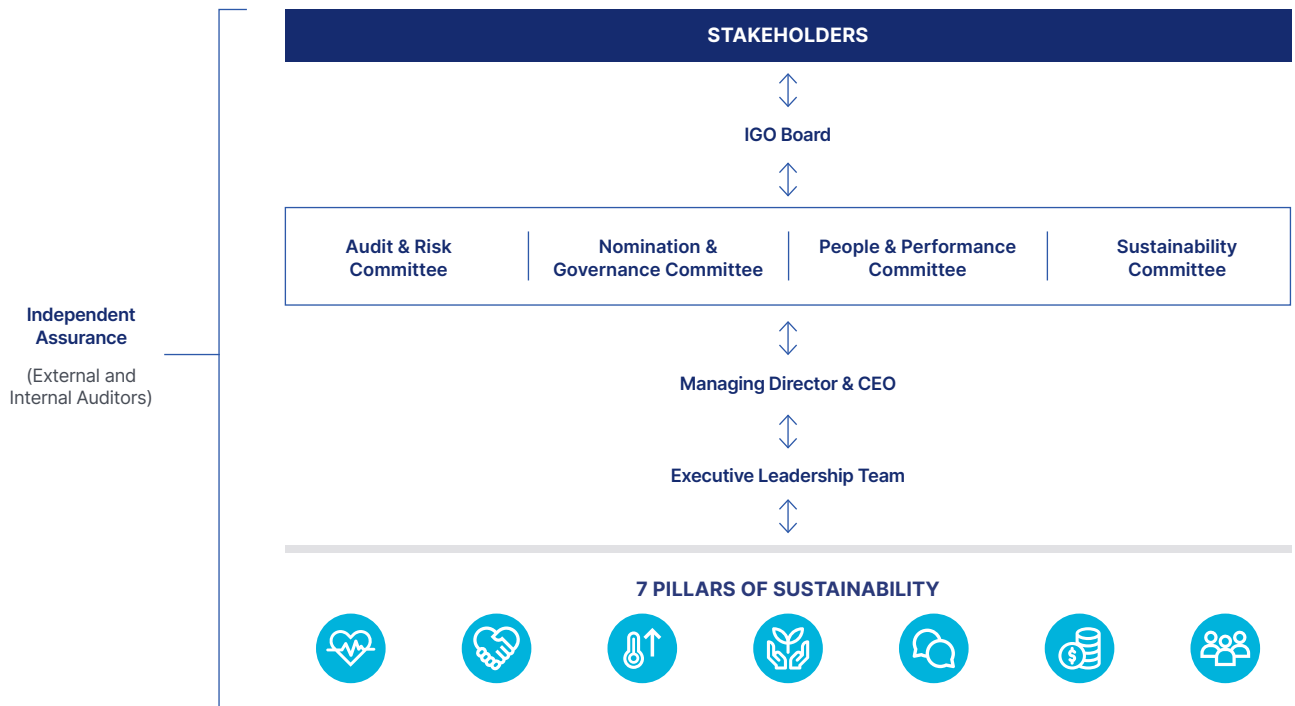 STAKEHOLDERS
IGO Board
Audit & Risk
Committee
Nomination &
Governance Committee
People & Performance
Committee
Sustainability
Committee
Independent
Assurance
(External and
Internal Auditors)
Managing Director & CEO
Executive Leadership Team
7 PILLARS OF SUSTAINABILITY
$